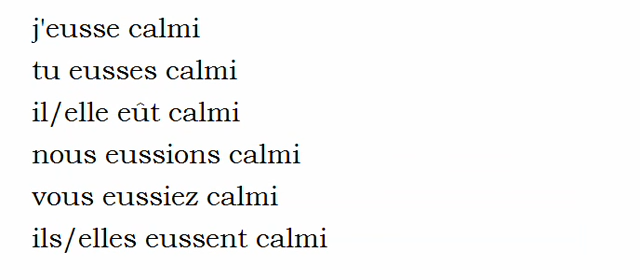 j'eusse calmi
tu eusses calmi
il/elle eût calmi
nous eussions calmi
vous eussiez calmi
ils/elles eussent calmi